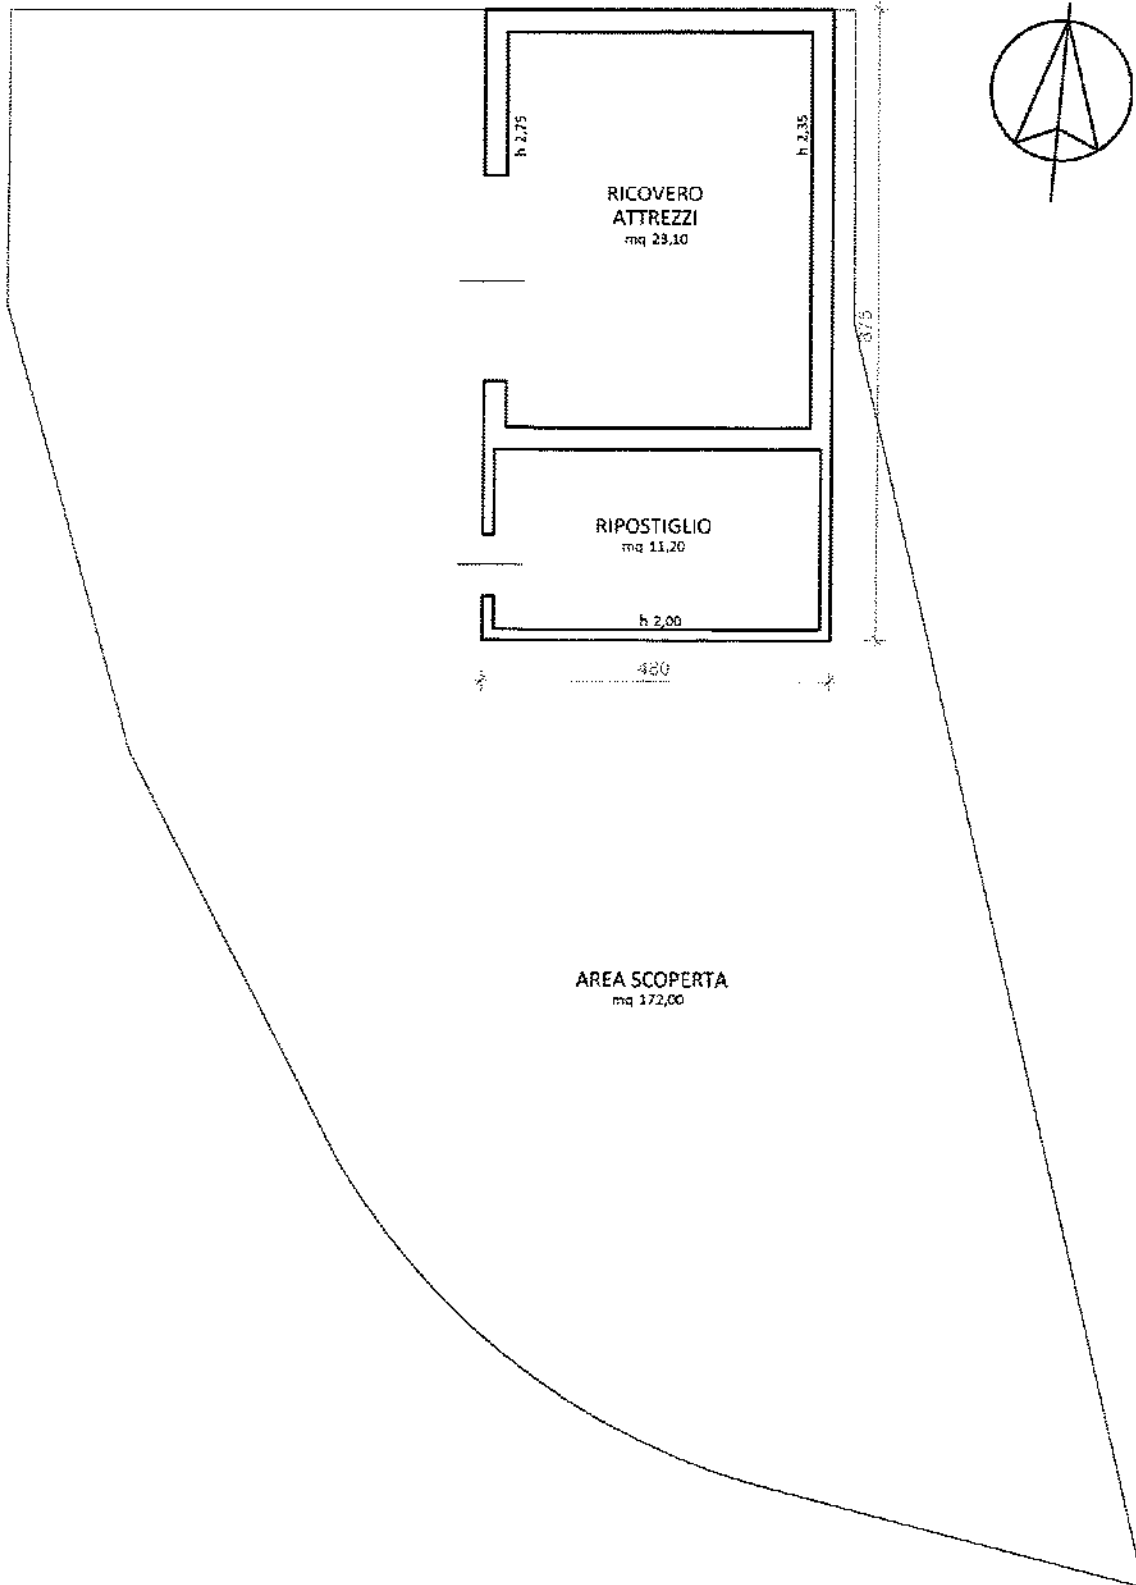 h 2,75
h 2,35
RICOVERO
ATTREZZI
mq 23,10
875
RIPOSTIGLIO
mq 11,20
h 2,00
480
AREA SCOPERTA
mq 172,00